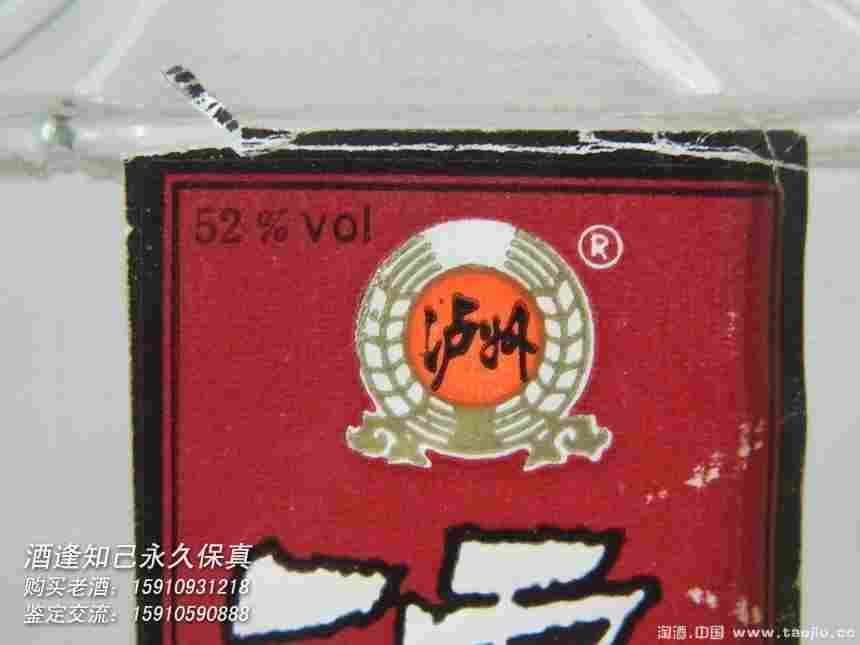 52 % vol
®
泸州
酒逢知己永久保真
购买老酒：15910931218
鉴定交流：15910590888
淘酒.中国 www.taojiu.cc